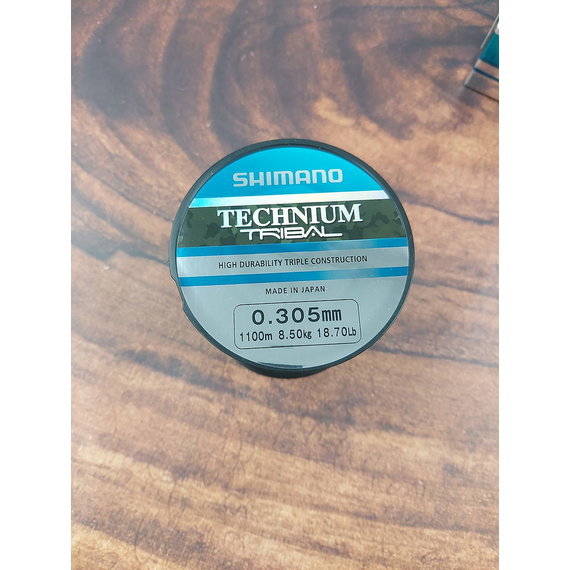 SHIMANO
TECHNIUM
TRIBAL
HIGH DURABILITY TRIPLE CONSTRUCTION
MADE IN JAPAN
0.305mm
1100m 8.50kg 18.70Lb